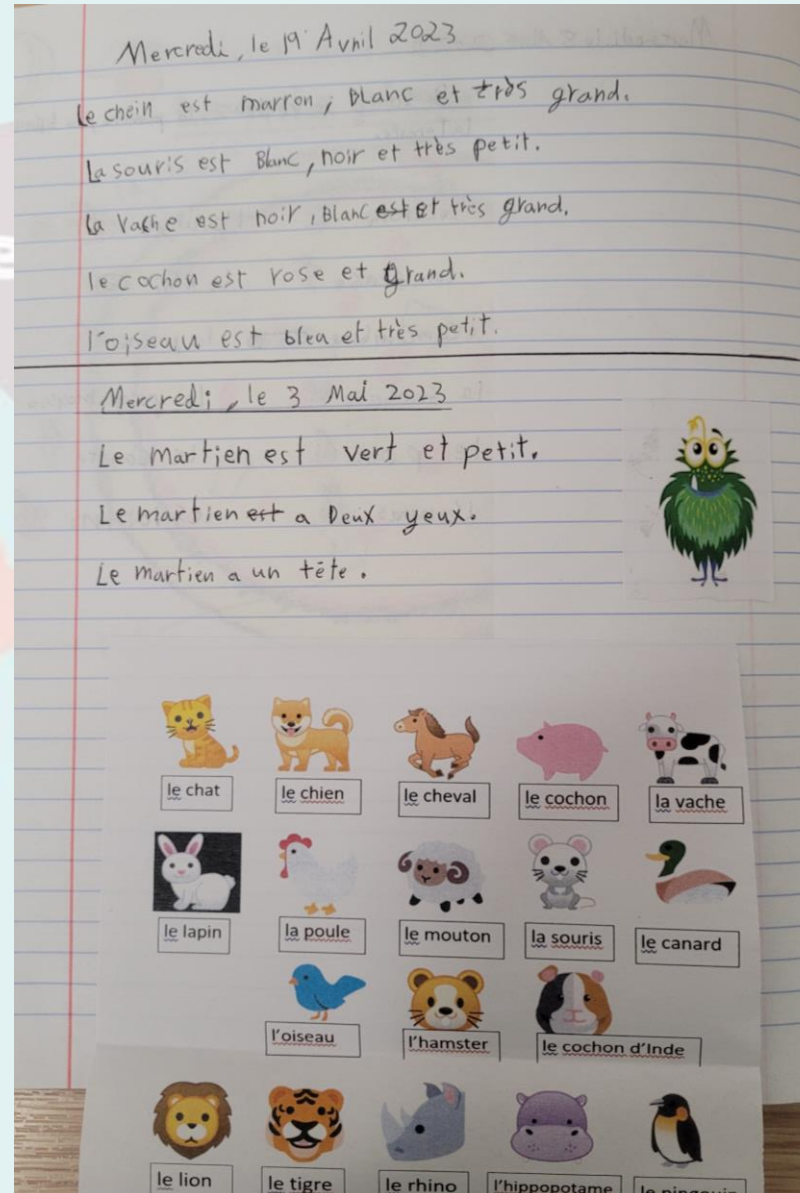 Mercredi, le 19 Avril 2023
Le chein est marron, Blanc et très grand.
La souris est Blanc, noir et très petit.
La Vache est noir, Blanc est et très grand.
le cochon est rose et grand.
l'oiseau est bleu et très petit.
Mercredi, le 3 Mai 2023
Le martien est vert et petit.
Le martien est a Deux yeux.
Le martien a un tête.
le chat le chien le cheval le cochon la vache
le lapin la poule le mouton la souris le canard
l'oiseau l'hamster le cochon d'Inde
le lion le tigre le rhino l'hippopotame le pingouin